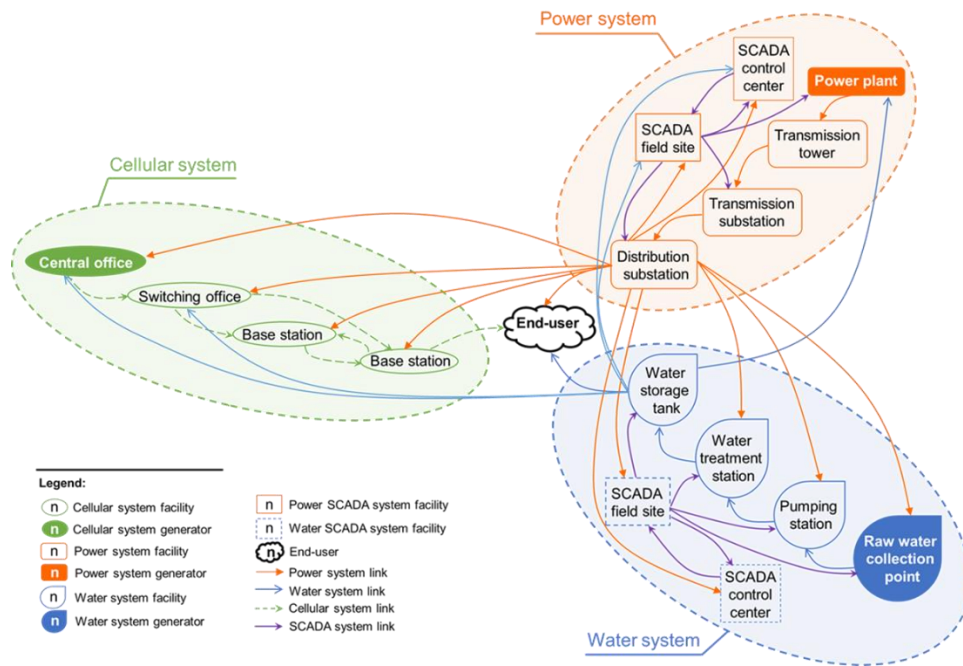 Power system
SCADA
control
center
Power plant
SCADA
field site
Transmission
tower
Transmission
substation
Distribution
substation
Cellular system
Central office
Switching office
Base station
Base station
End-user
Water
storage
tank
Water
treatment
station
SCADA
field site
Pumping
station
Raw water
collection
point
SCADA
control
center
Water system
Legend:
n Cellular system facility
n Cellular system generator
n Power system facility
n Power system generator
n Water system facility
n Water system generator
n Power SCADA system facility
n Water SCADA system facility
n End-user
Power system link
Water system link
Cellular system link
SCADA system link